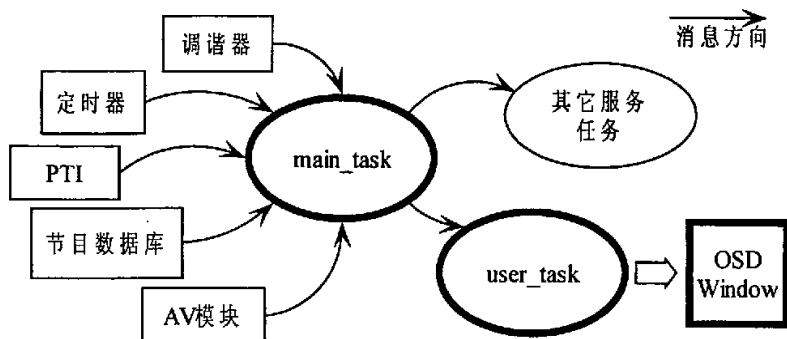 调谐器
消息方向
定时器
其它服务
任务
main_task
PTI
节目数据库
OSD
Window
user_task
AV模块